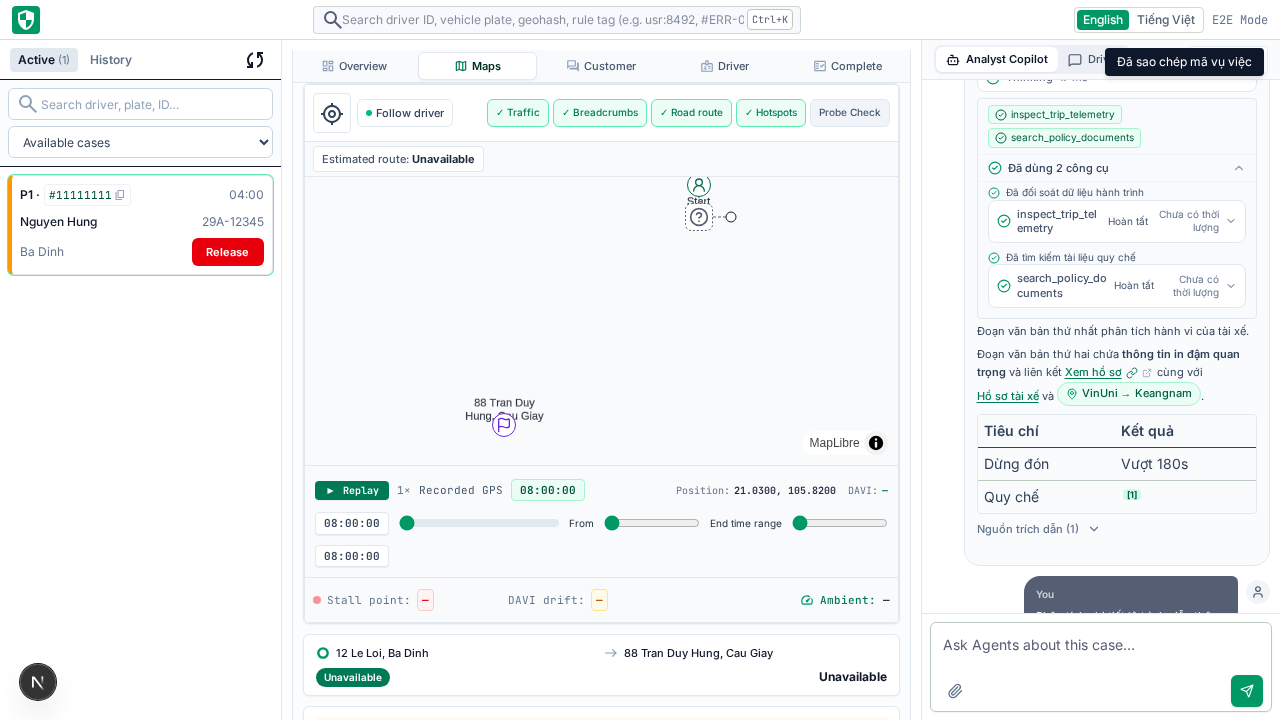 Search driver ID, vehicle plate, geohash, rule tag (e.g. usr:8492, #ERR-C
Ctrl+K
English
Tiếng Việt
E2E Mode
Active (1)
History
Search driver, plate, ID...
Available cases
P1 · #11111111
04:00
Nguyen Hung
29A-12345
Ba Dinh
Release
Overview
Maps
Customer
Driver
Complete
Follow driver
✓ Traffic
✓ Breadcrumbs
✓ Road route
✓ Hotspots
Probe Check
Estimated route: Unavailable
Start
88 Tran Duy
Hung, Cau Giay
MapLibre
► Replay
1× Recorded GPS
08:00:00
Position: 21.0300, 105.8200
DAVI: —
08:00:00
From
End time range
08:00:00
Stall point: —
DAVI drift: —
Ambient: —
12 Le Loi, Ba Dinh
→ 88 Tran Duy Hung, Cau Giay
Unavailable
Unavailable
Analyst Copilot
Đã sao chép mã vụ việc
inspect_trip_telemetry
search_policy_documents
Đã dùng 2 công cụ
Đã đối soát dữ liệu hành trình
inspect_trip_tel
emetry
Hoàn tất
Chưa có thời
lượng
Đã tìm kiếm tài liệu quy chế
search_policy_do
cuments
Hoàn tất
Chưa có
thời lượng
Đoạn văn bản thứ nhất phân tích hành vi của tài xế.
Đoạn văn bản thứ hai chứa thông tin in đậm quan
trọng và liên kết Xem hồ sơ cùng với
Hồ sơ tài xế và VinUni → Keangnam.
Tiêu chí
Kết quả
Dừng đón
Vượt 180s
Quy chế
[1]
Nguồn trích dẫn (1)
You
Ask Agents about this case...
N